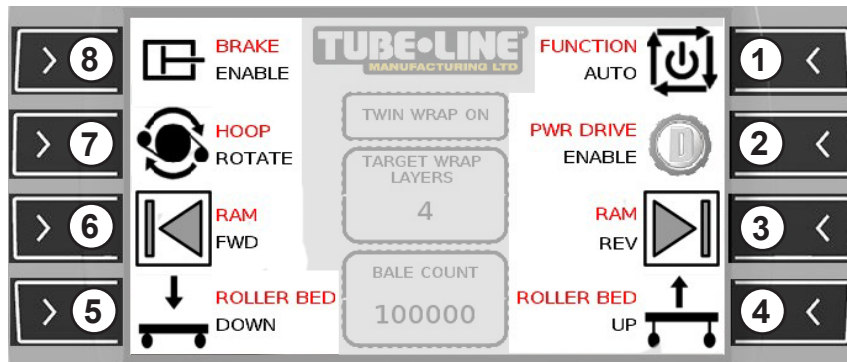 8
BRAKE
ENABLE
7
HOOP
ROTATE
6
RAM
FWD
5
ROLLER BED
DOWN
TUBE•LINE
MANUFACTURING LTD
TWIN WRAP ON
TARGET WRAP
LAYERS
4
BALE COUNT
100000
FUNCTION
AUTO
1
PWR DRIVE
ENABLE
D
2
RAM
REV
3
ROLLER BED
UP
4